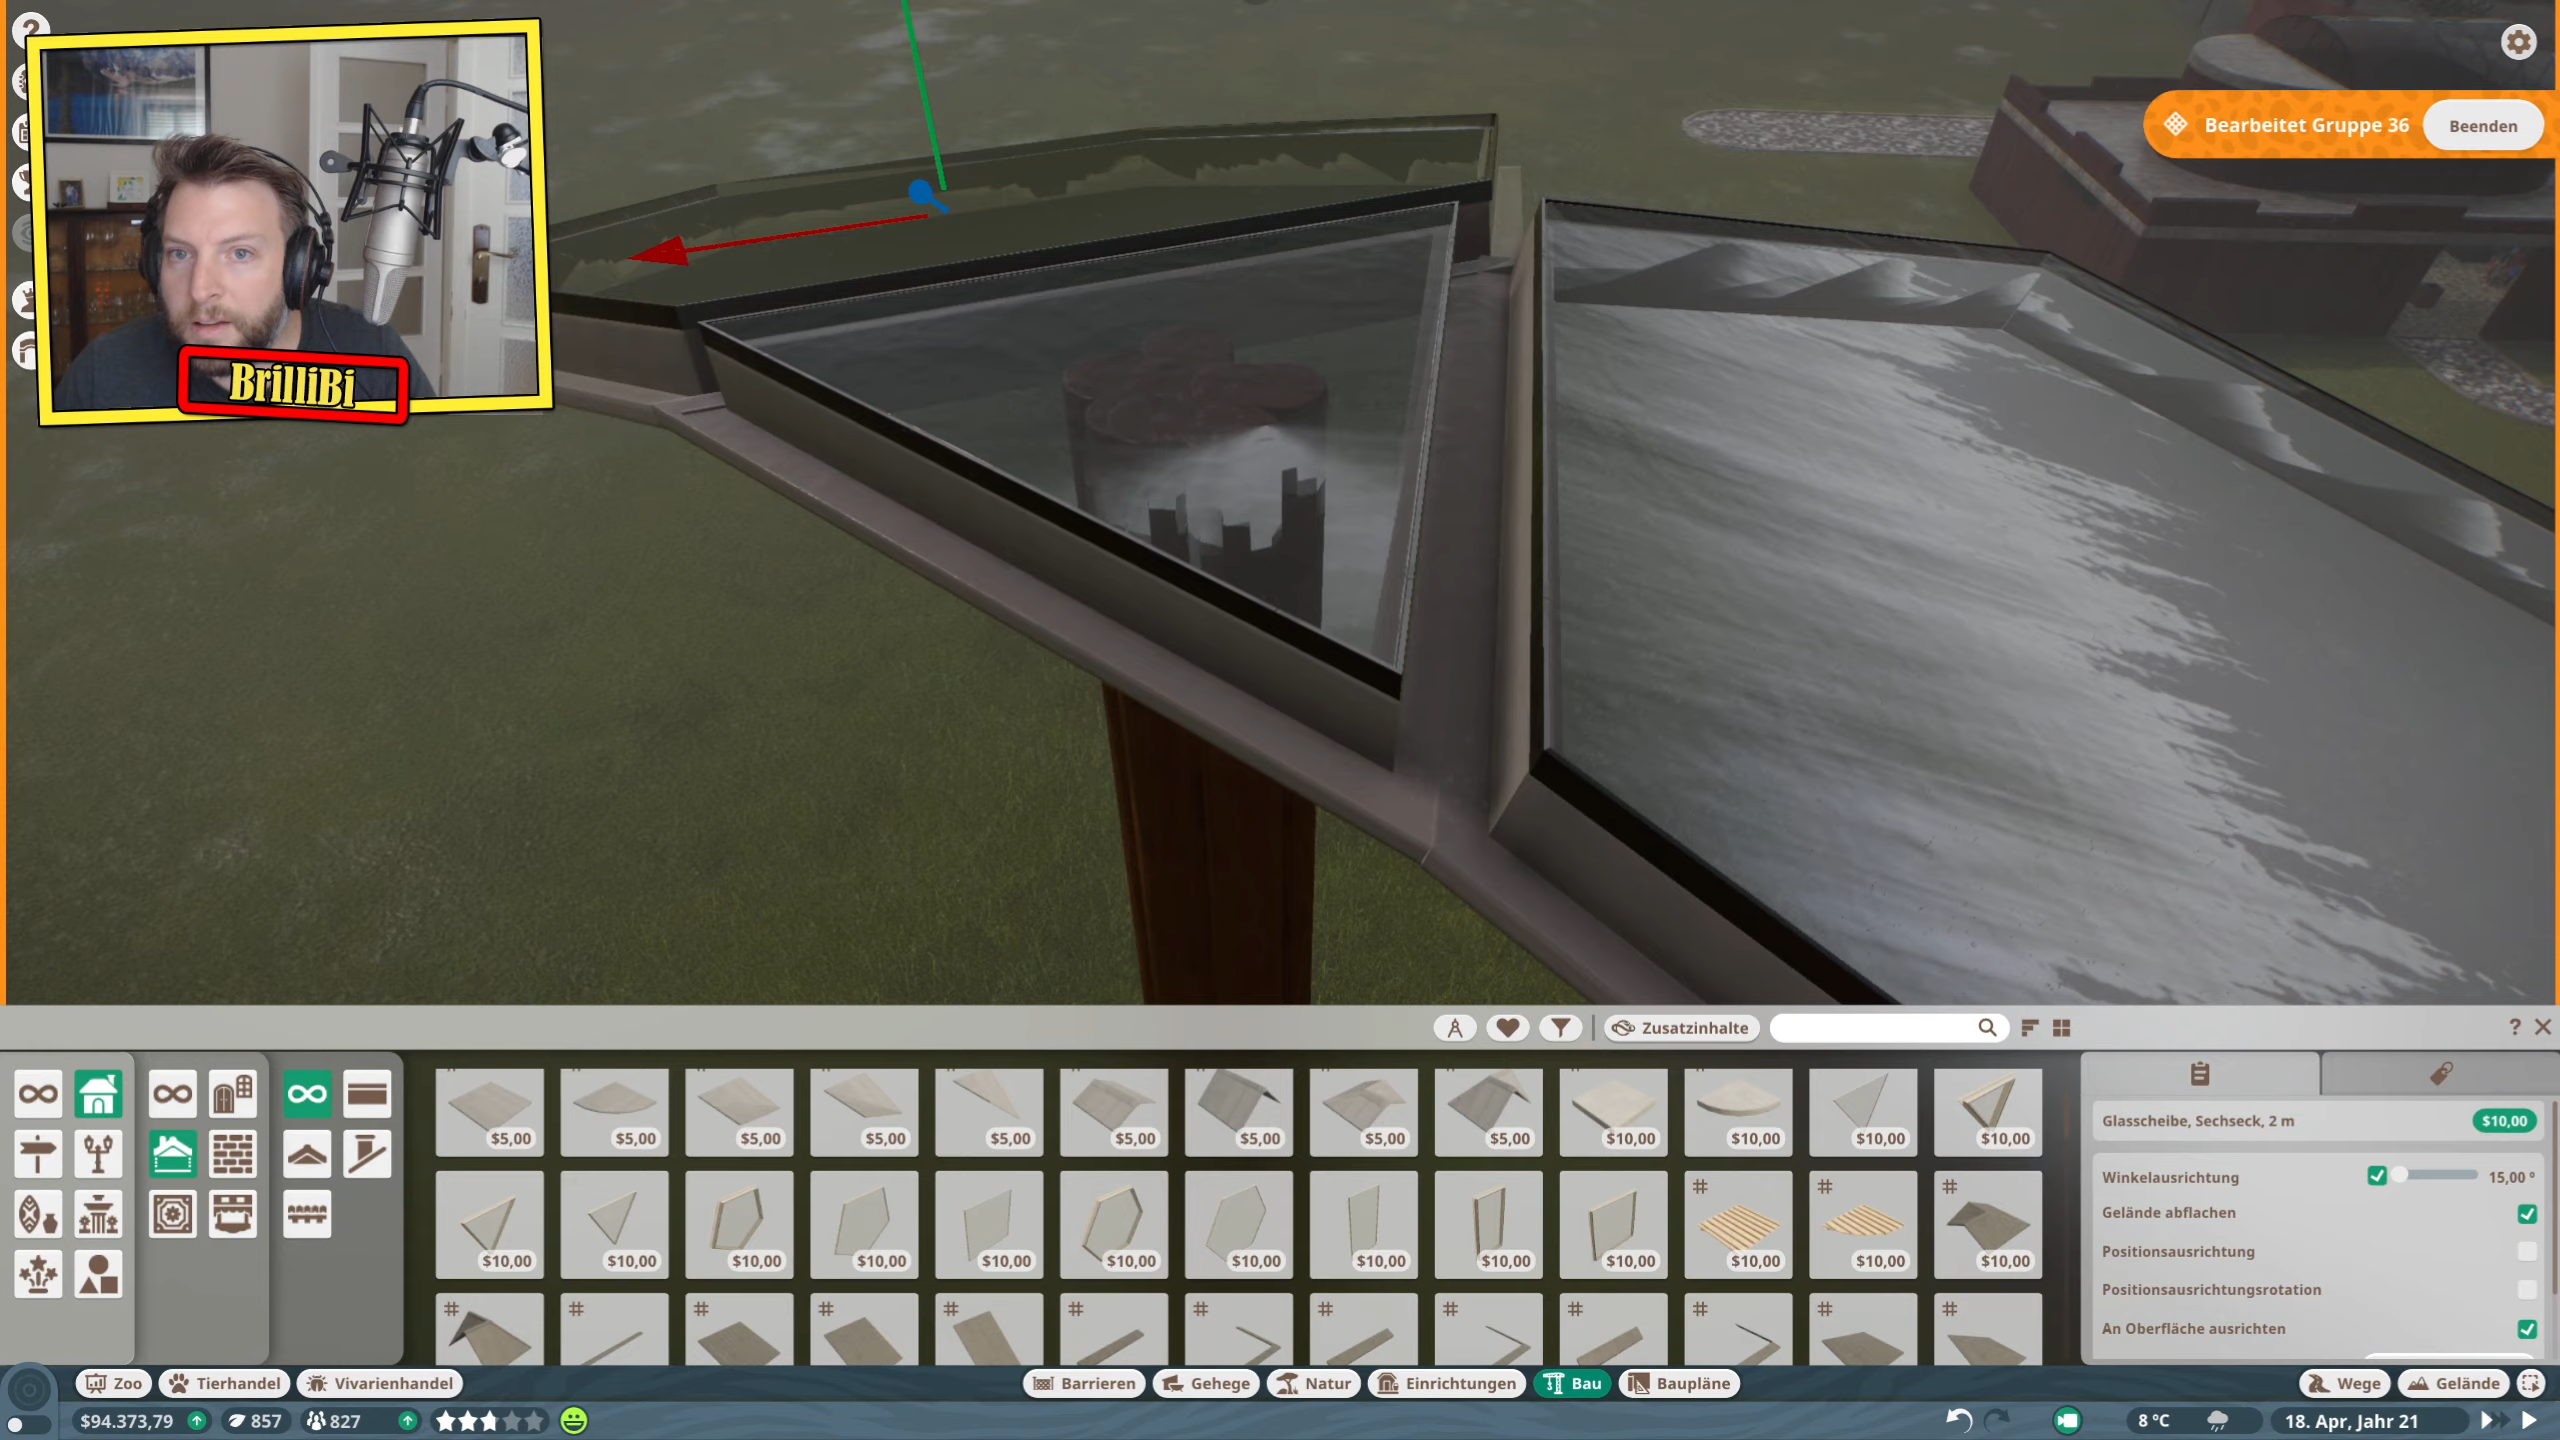 ?
Bearbeitet Gruppe 36
Beenden
BrilliBi
Zusatzinhalte
?
$5,00
$5,00
$5,00
$5,00
$5,00
$5,00
$5,00
$5,00
$5,00
$10,00
$10,00
$10,00
$10,00
$10,00
$10,00
$10,00
$10,00
$10,00
$10,00
$10,00
$10,00
$10,00
$10,00
# $10,00
# $10,00
# $10,00
# # # # # # # # # # # # #
Glasscheibe, Sechseck, 2 m
$10,00
Winkelausrichtung
15,00 °
Gelände abflachen
Positionsausrichtung
Positionsausrichtungsrotation
An Oberfläche ausrichten
Zoo
Tierhandel
Vivarienhandel
Barrieren
Gehege
Natur
Einrichtungen
Bau
Baupläne
Wege
Gelände
$94.373,79
857
827
8 °C
18. Apr, Jahr 21